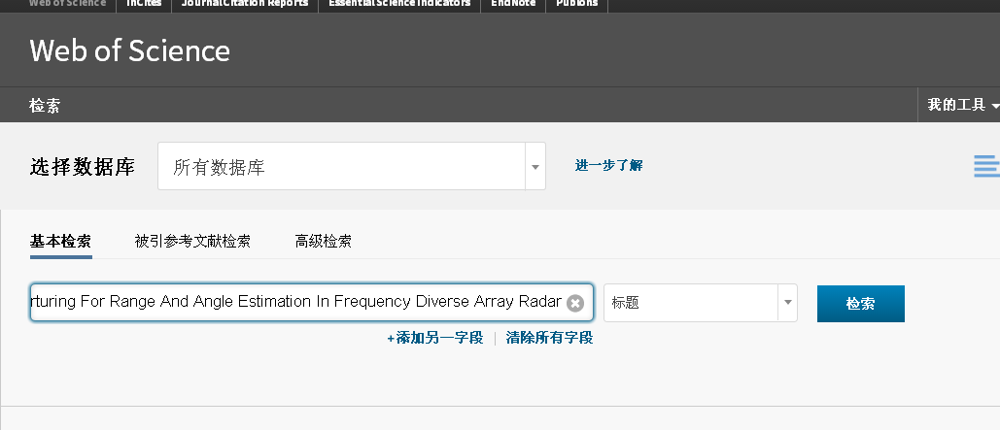 Web of Science InCites Journal Citation Reports Essential Science Indicators EndNote Publons
Web of Science
检索
我的工具
选择数据库 所有数据库 进一步了解
基本检索 被引参考文献检索 高级检索
rturing For Range And Angle Estimation In Frequency Diverse Array Radar 标题 检索
+添加另一字段 | 清除所有字段